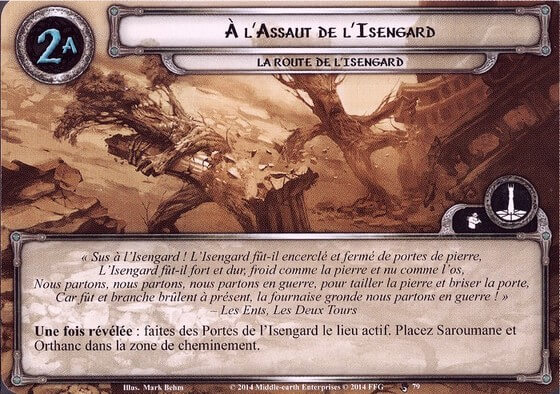 2A
À l'Assaut de l'Isengard
La Route de l'Isengard
« Sus à l'Isengard ! L'Isengard fût-il encerclé et fermé de portes de pierre,
L'Isengard fût-il fort et dur, froid comme la pierre et nu comme l'os,
Nous partons, nous partons, nous partons en guerre, pour tailler la pierre et briser la porte,
Car fût et branche brûlent à présent, la fournaise gronde nous partons en guerre ! »
– Les Ents, Les Deux Tours
Une fois révélée : faites des Portes de l'Isengard le lieu actif. Placez Saroumane et
Orthanc dans la zone de cheminement.
Illus. Mark Behm © 2014 Middle-earth Enterprises © 2014 FFG 79